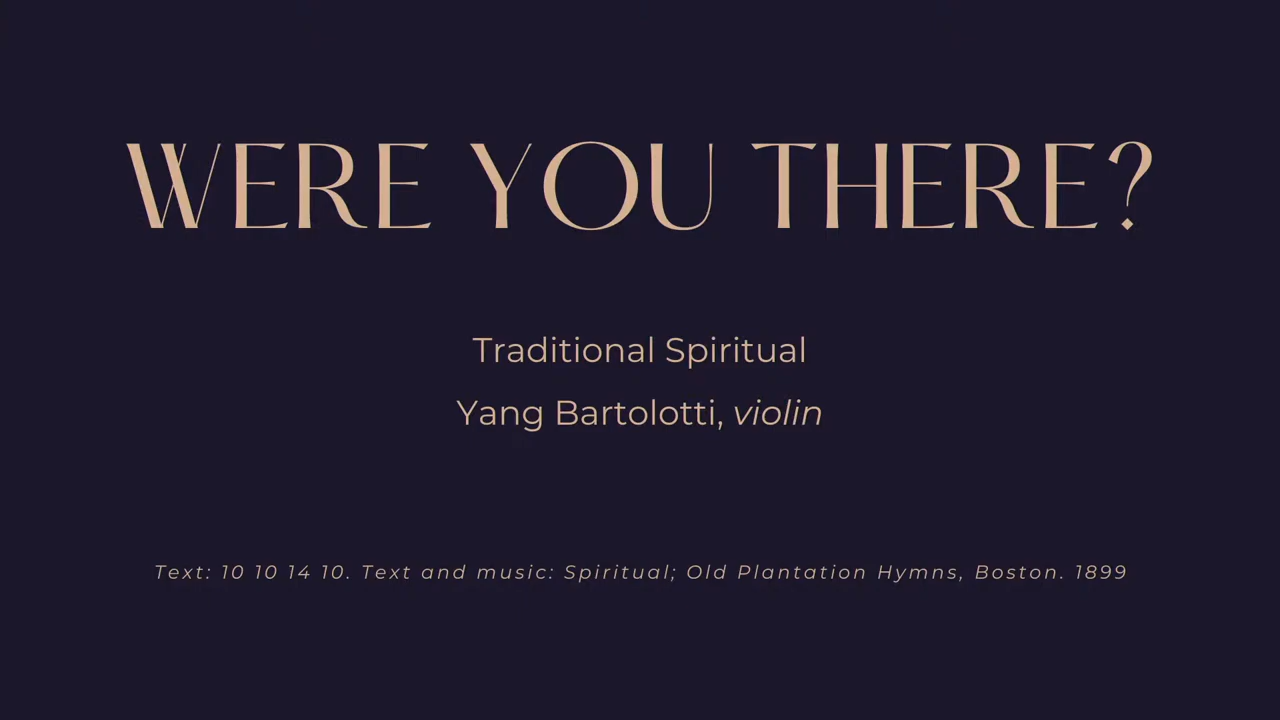 WERE YOU THERE?
Traditional Spiritual
Yang Bartolotti, violin
Text: 10 10 14 10. Text and music: Spiritual; Old Plantation Hymns, Boston. 1899